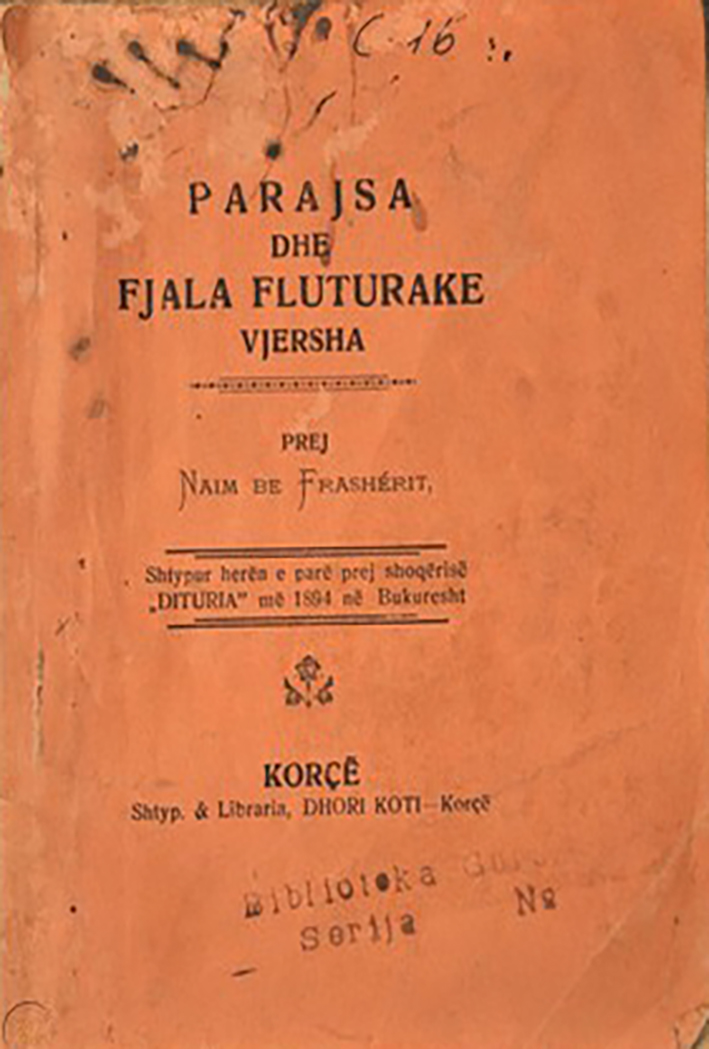 C 16
PARAJSA
DHE
FJALA FLUTURAKE
VJERSHA
PREJ
NAIM BE FRASHÉRIT,
Shtypur herën e parë prej shoqërisë
„DITURIA” më 1894 në Bukuresht
KORÇË
Shtyp. & Libraria, DHORI KOTI—Korçë
Biblioteka
Serija No